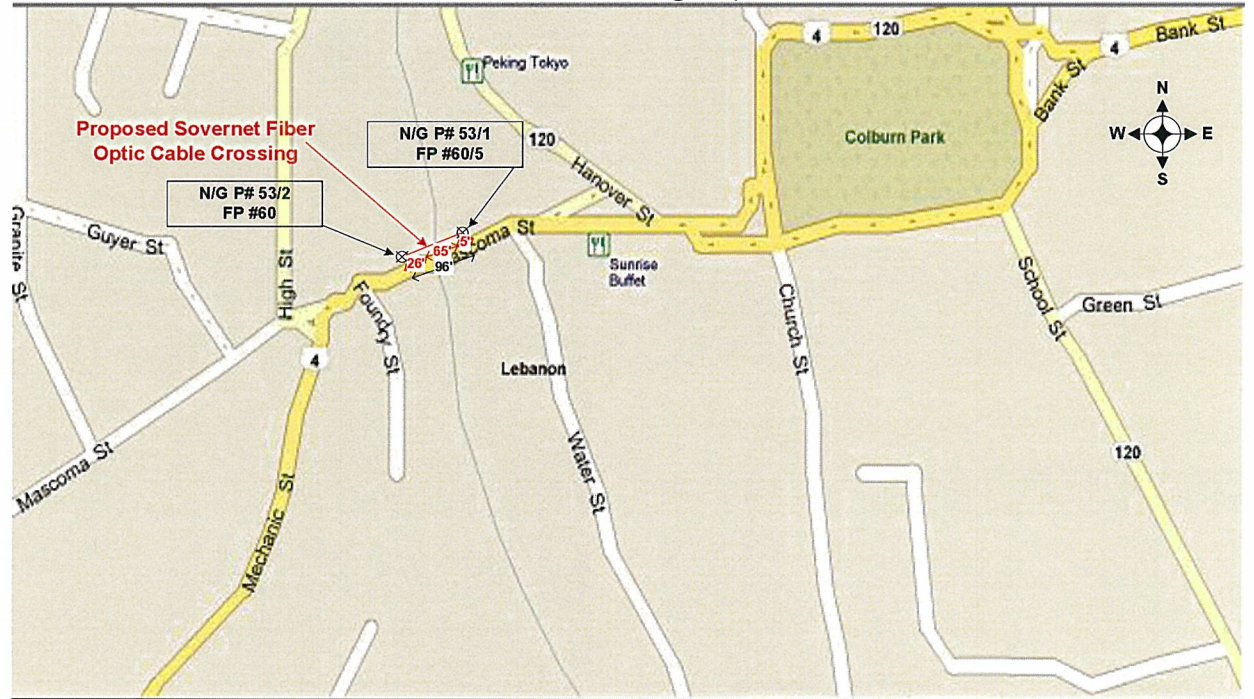 4
120
4
Bank St
Peking Tokyo
Bank St
N
W E
S
Proposed Sovernet Fiber
Optic Cable Crossing
N/G P# 53/1
FP #60/5
120
Colburn Park
Hanover St
N/G P# 53/2
FP #60
Granite St
Guyer St
High St
26'
65'
5'
96'
Mascoma St
Sunrise
Buffet
Foundry St
Church St
School St
Green St
4
Lebanon
Water St
120
Mascoma St
Mechanic St